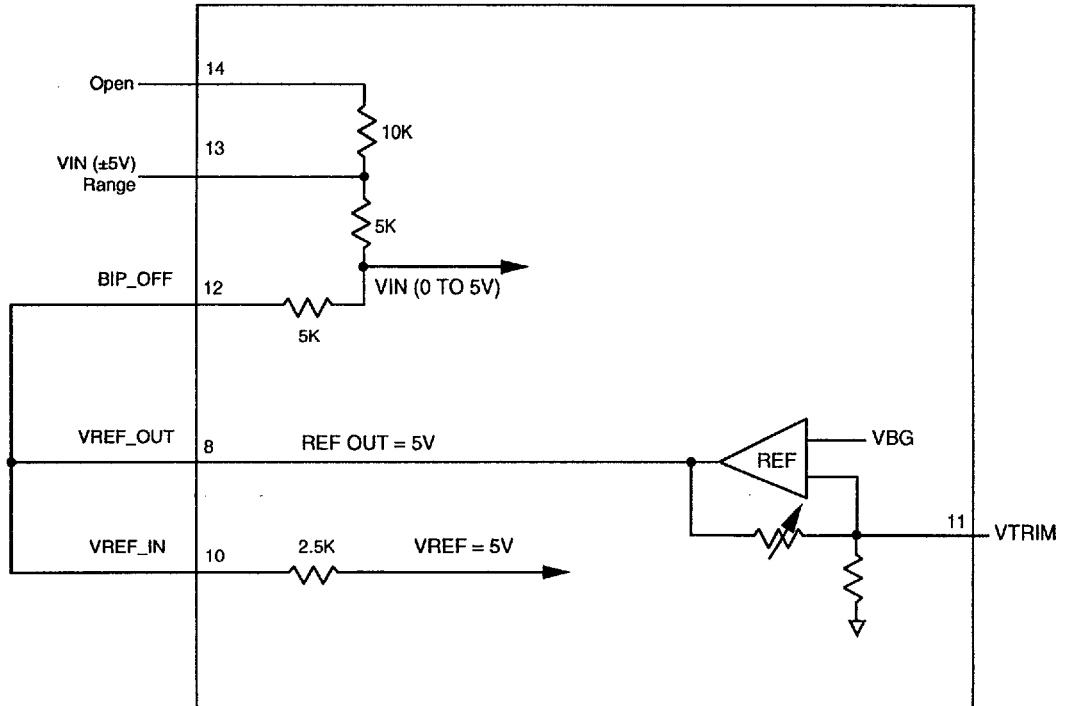 14
Open
10K
13
VIN (±5V)
Range
5K
BIP_OFF
12
VIN (0 TO 5V)
5K
VREF_OUT
8
REF OUT = 5V
REF
VBG
11
VTRIM
VREF_IN
10
2.5K
VREF = 5V